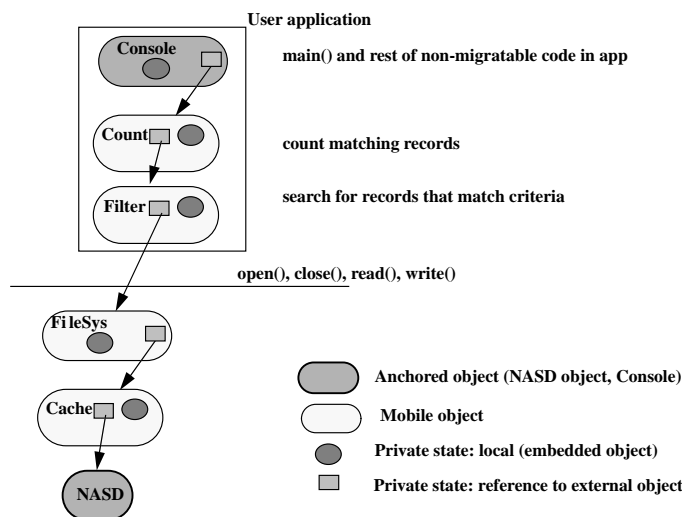 User application
Console
main() and rest of non-migratable code in app
Count
count matching records
Filter
search for records that match criteria
open(), close(), read(), write()
FileSys
Cache
NASD
Anchored object (NASD object, Console)
Mobile object
Private state: local (embedded object)
Private state: reference to external object